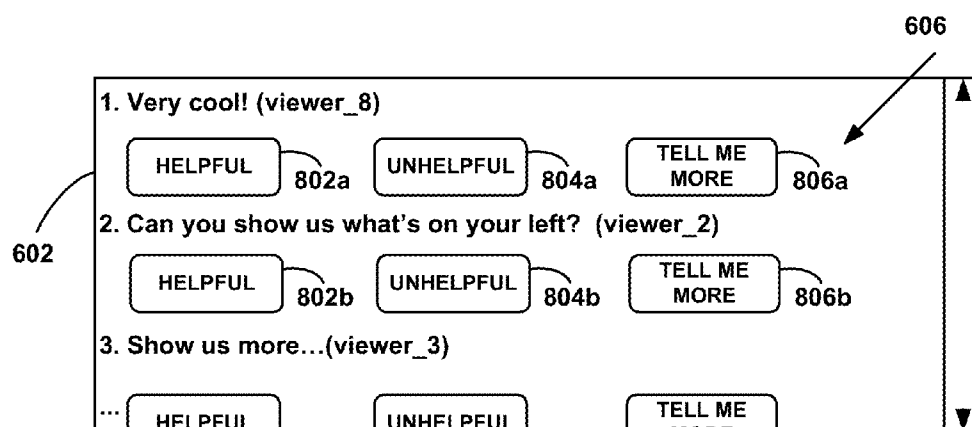 606
1. Very cool! (viewer_8)
HELPFUL 802a UNHELPFUL 804a TELL ME MORE 806a
2. Can you show us what's on your left? (viewer_2)
602
HELPFUL 802b UNHELPFUL 804b TELL ME MORE 806b
3. Show us more...(viewer_3)
... HELPFUL UNHELPFUL TELL ME